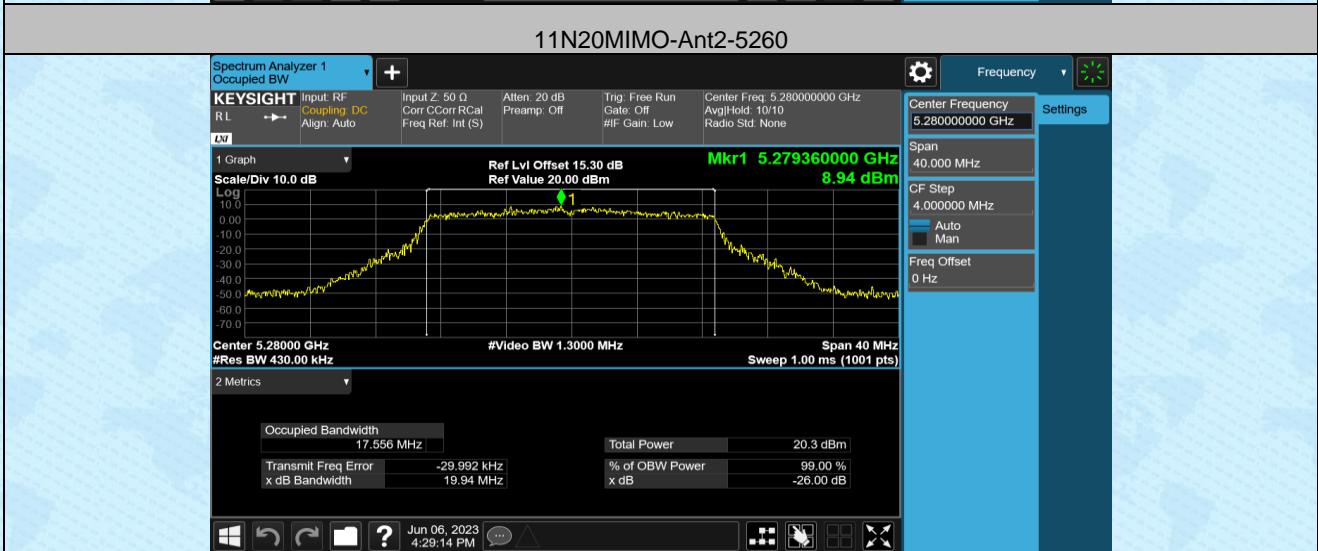 11N20MIMO-Ant2-5260
Spectrum Analyzer 1
Occupied BW
Frequency
KEYSIGHT
RL
LXI
Input: RF
Coupling: DC
Align: Auto
Input Z: 50 Ω
Corr CCorr RCal
Freq Ref: Int (S)
Atten: 20 dB
Preamp: Off
Trig: Free Run
Gate: Off
#IF Gain: Low
Center Freq: 5.280000000 GHz
Avg|Hold: 10/10
Radio Std: None
Center Frequency
5.280000000 GHz
Settings
Span
40.000 MHz
CF Step
4.000000 MHz
Auto
Man
Freq Offset
0 Hz
1 Graph
Scale/Div 10.0 dB
Ref Lvl Offset 15.30 dB
Ref Value 20.00 dBm
Mkr1 5.279360000 GHz
8.94 dBm
Log
10.0
0.00
-10.0
-20.0
-30.0
-40.0
-50.0
-60.0
-70.0
1
Center 5.28000 GHz
#Res BW 430.00 kHz
#Video BW 1.3000 MHz
Span 40 MHz
Sweep 1.00 ms (1001 pts)
2 Metrics
Occupied Bandwidth
17.556 MHz
Total Power 20.3 dBm
Transmit Freq Error -29.992 kHz
% of OBW Power 99.00 %
x dB Bandwidth 19.94 MHz
x dB -26.00 dB
?
Jun 06, 2023
4:29:14 PM